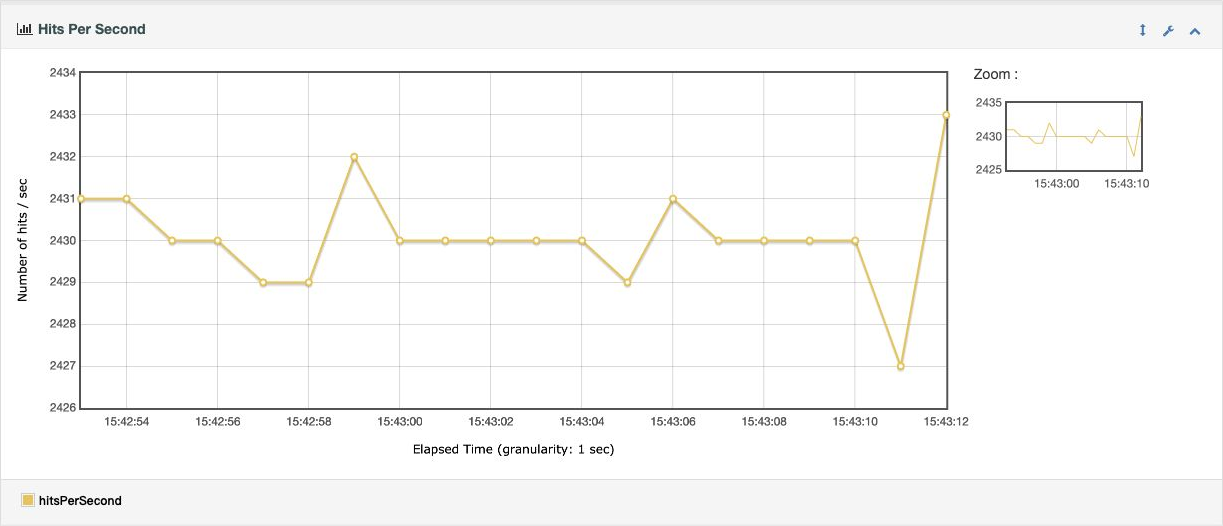 Hits Per Second
Zoom :
2434
2433
2432
2431
2430
2429
2428
2427
2426
Number of hits / sec
15:42:54 15:42:56 15:42:58 15:43:00 15:43:02 15:43:04 15:43:06 15:43:08 15:43:10 15:43:12
Elapsed Time (granularity: 1 sec)
2435
2430
2425
15:43:00 15:43:10
hitsPerSecond